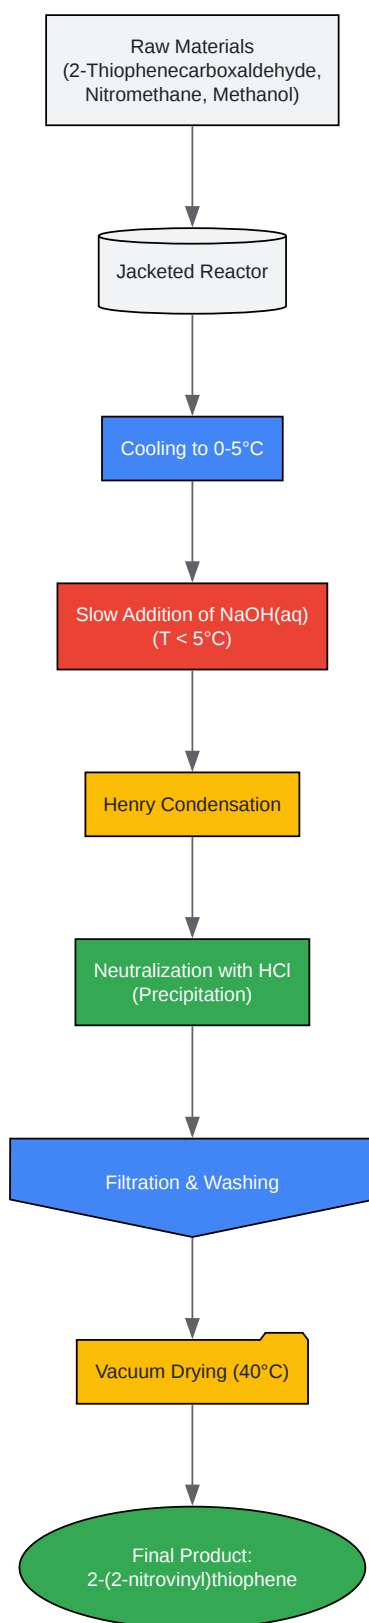 Raw Materials
(2-Thiophenecarboxaldehyde,
Nitromethane, Methanol)
Jacketed Reactor
Cooling to 0-5°C
Slow Addition of NaOH(aq)
(T < 5°C)
Henry Condensation
Neutralization with HCl
(Precipitation)
Filtration & Washing
Vacuum Drying (40°C)
Final Product:
2-(2-nitrovinyl)thiophene